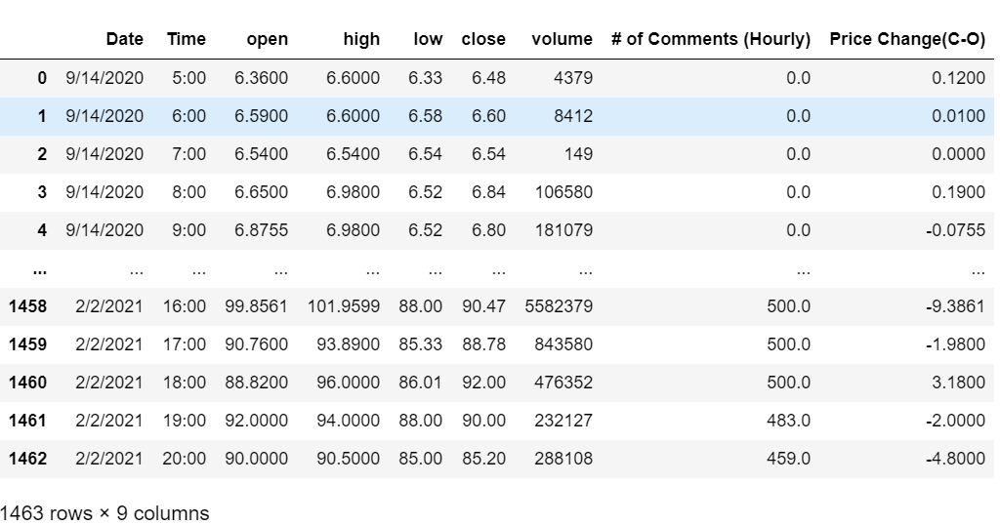 Date Time open high low close volume # of Comments (Hourly) Price Change(C-O)
0 9/14/2020 5:00 6.3600 6.6000 6.33 6.48 4379 0.0 0.1200
1 9/14/2020 6:00 6.5900 6.6000 6.58 6.60 8412 0.0 0.0100
2 9/14/2020 7:00 6.5400 6.5400 6.54 6.54 149 0.0 0.0000
3 9/14/2020 8:00 6.6500 6.9800 6.52 6.84 106580 0.0 0.1900
4 9/14/2020 9:00 6.8755 6.9800 6.52 6.80 181079 0.0 -0.0755
... ... ... ... ... ... ... ... ... ...
1458 2/2/2021 16:00 99.8561 101.9599 88.00 90.47 5582379 500.0 -9.3861
1459 2/2/2021 17:00 90.7600 93.8900 85.33 88.78 843580 500.0 -1.9800
1460 2/2/2021 18:00 88.8200 96.0000 86.01 92.00 476352 500.0 3.1800
1461 2/2/2021 19:00 92.0000 94.0000 88.00 90.00 232127 483.0 -2.0000
1462 2/2/2021 20:00 90.0000 90.5000 85.00 85.20 288108 459.0 -4.8000
1463 rows × 9 columns